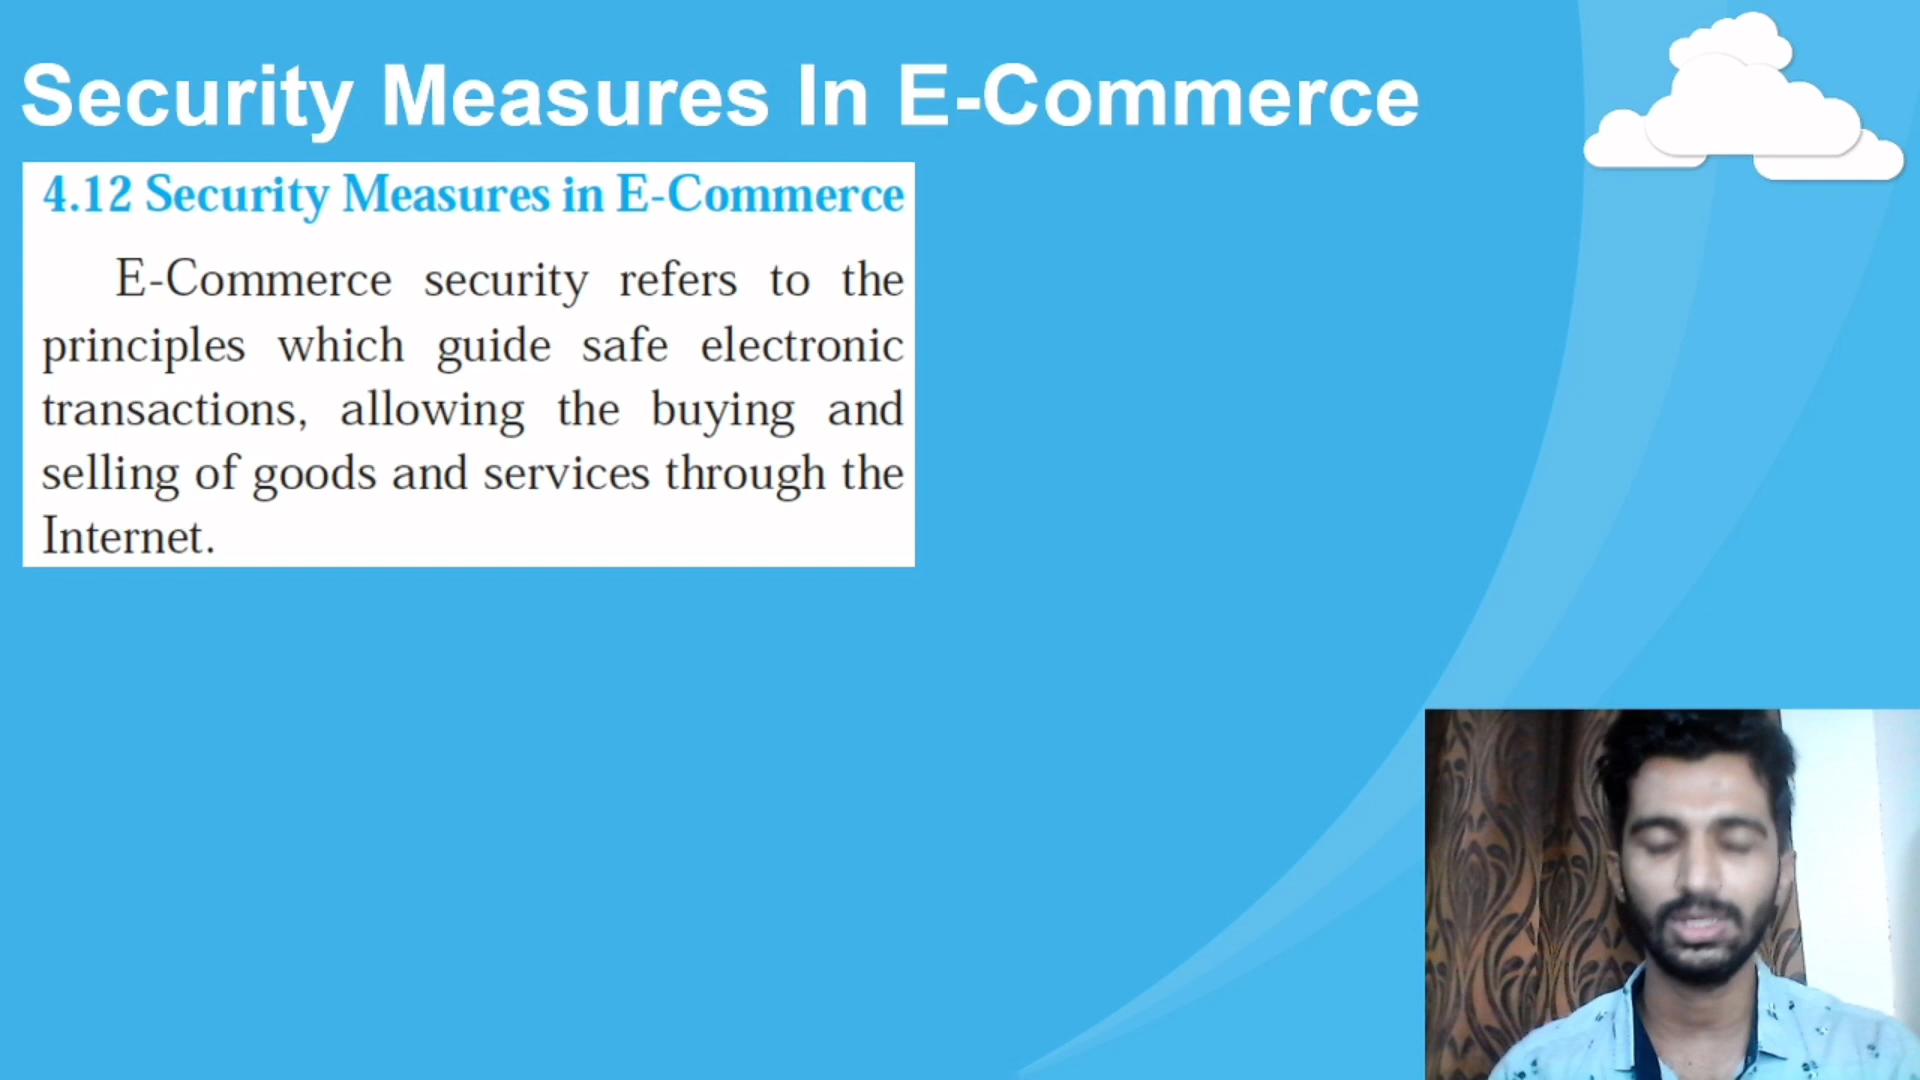 Security Measures In E-Commerce
4.12 Security Measures in E-Commerce
E-Commerce security refers to the
principles which guide safe electronic
transactions, allowing the buying and
selling of goods and services through the
Internet.